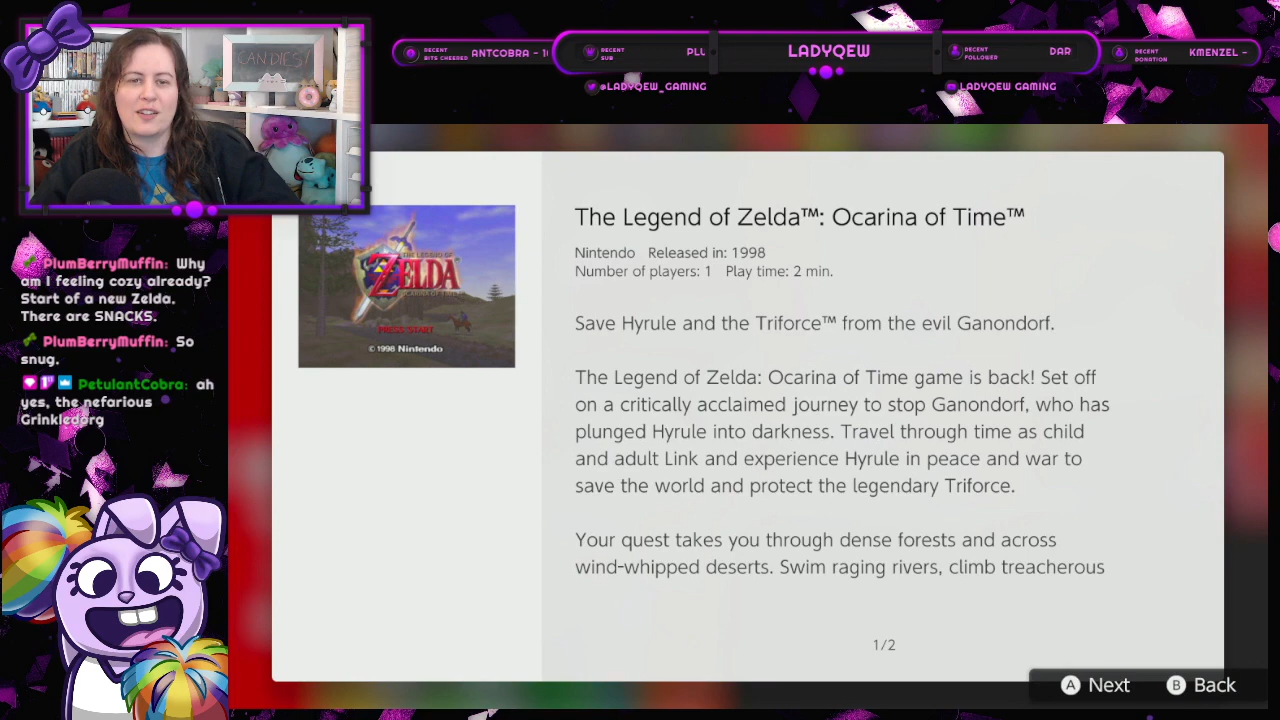 CANDIES!
RECENT
BITS CHEERED
ANTCOBRA - 1
RECENT
SUB
PLU
LADYQEW
RECENT
FOLLOWER
DAR
RECENT
DONATION
KMENZEL -
@LADYQEW_GAMING
LADYQEW GAMING
PlumBerryMuffin: Why
am I feeling cozy already?
Start of a new Zelda.
There are SNACKS.
PlumBerryMuffin: So
snug.
PetulantCobra: ah
yes, the nefarious
Grinkledorg
THE LEGEND OF
ZELDA
OCARINA OF TIME
PRESS START
© 1998 Nintendo
The Legend of Zelda™: Ocarina of Time™
Nintendo Released in: 1998
Number of players: 1 Play time: 2 min.
Save Hyrule and the Triforce™ from the evil Ganondorf.
The Legend of Zelda: Ocarina of Time game is back! Set off
on a critically acclaimed journey to stop Ganondorf, who has
plunged Hyrule into darkness. Travel through time as child
and adult Link and experience Hyrule in peace and war to
save the world and protect the legendary Triforce.
Your quest takes you through dense forests and across
wind-whipped deserts. Swim raging rivers, climb treacherous
1/2
A Next
B Back